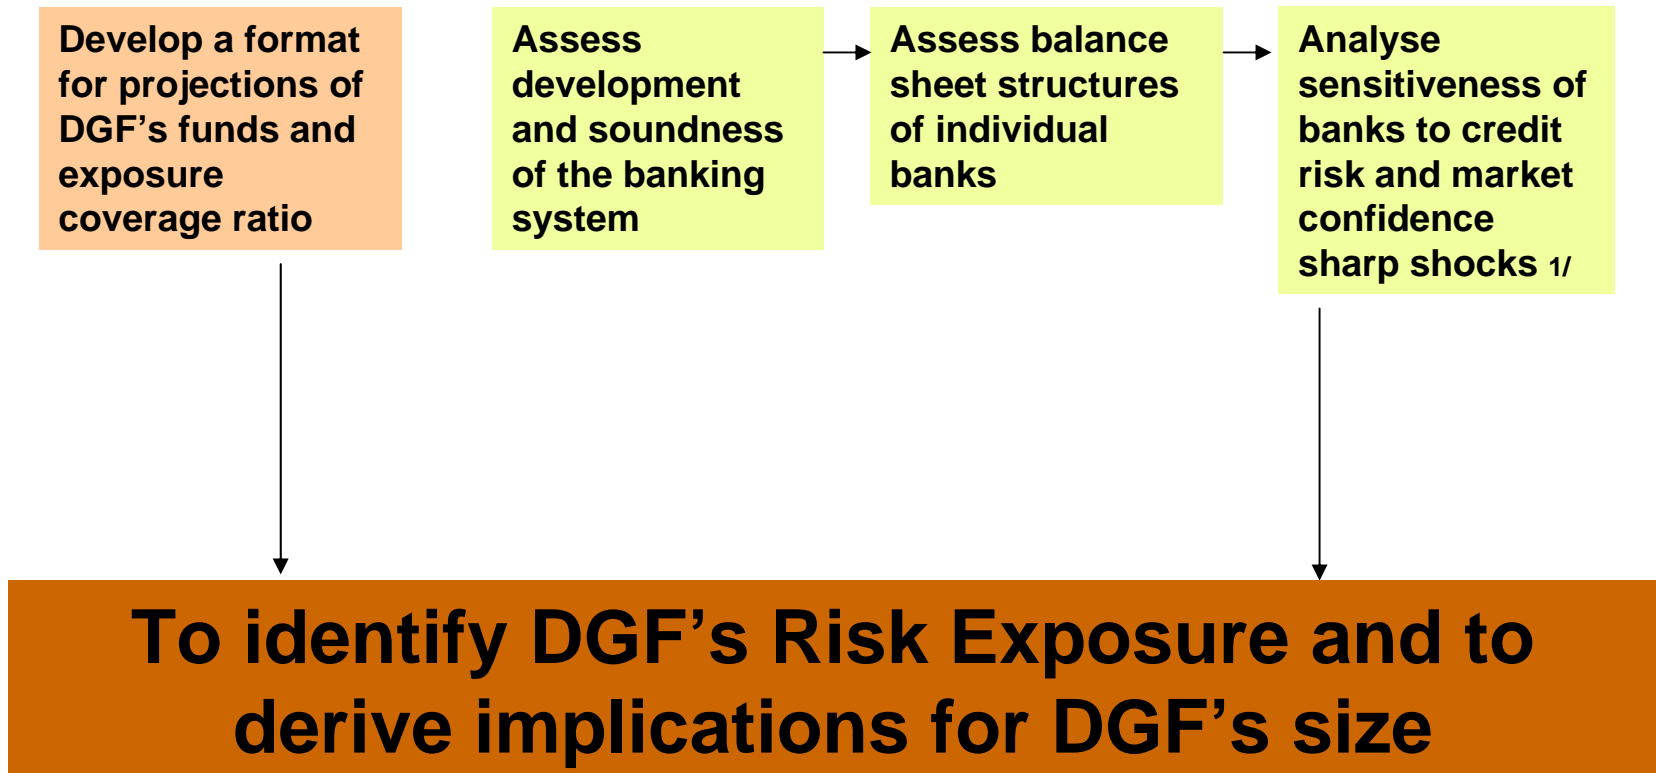 Develop a format
for projections of
DGF’s funds and
exposure
coverage ratio
Assess
development
and soundness
of the banking
system
Assess balance
sheet structures
of individual
banks
Analyse
sensitiveness of
banks to credit
risk and market
confidence
sharp shocks 1/
To identify DGF’s Risk Exposure and to
derive implications for DGF’s size